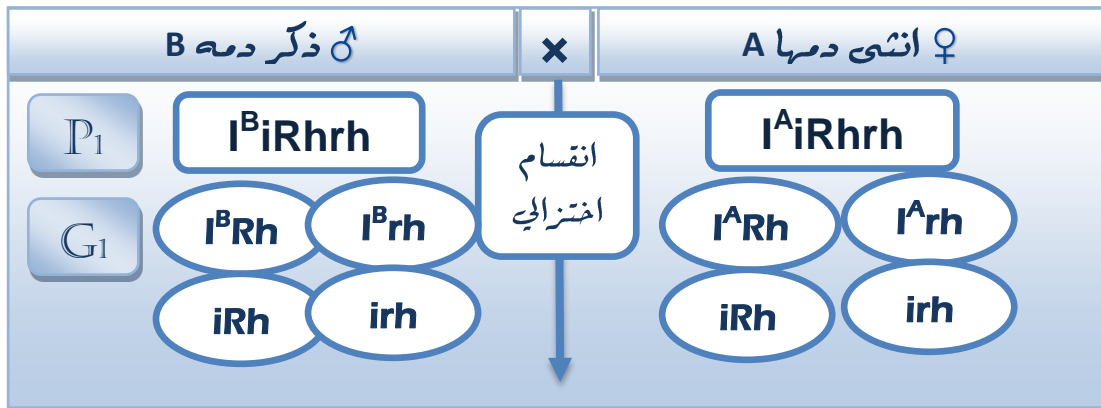 ♀ انثى دمها A
×
♂ ذكر دمه B
P1
IAiRhrh
IBiRhrh
انقسام
اختزالي
G1
IARh
IArh
IBRh
IBrh
iRh
irh
iRh
irh